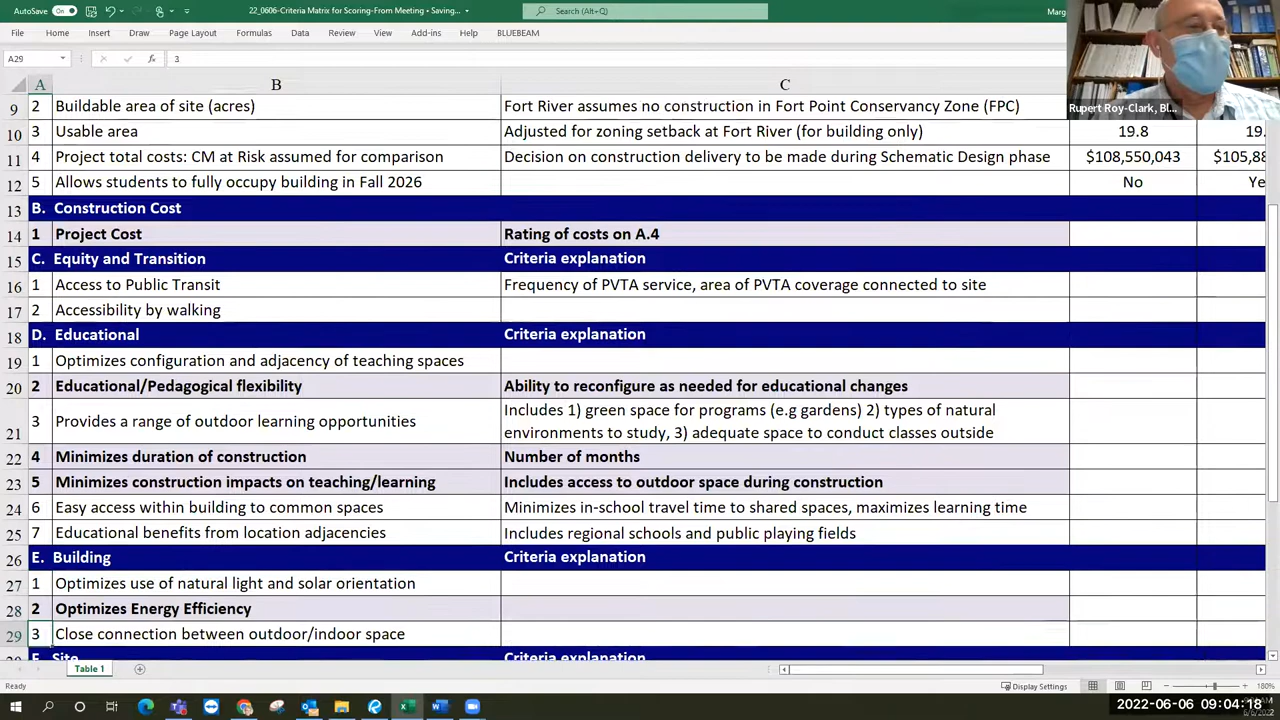 AutoSave On 22_0606-Criteria Matrix for Scoring-From Meeting • Saving... Search (Alt+Q) Marg
File Home Insert Draw Page Layout Formulas Data Review View Add-ins Help BLUEBEAM
A29 fx 3
A B C
Rupert Roy-Clark, Bl...
9 2 Buildable area of site (acres) Fort River assumes no construction in Fort Point Conservancy Zone (FPC)
10 3 Usable area Adjusted for zoning setback at Fort River (for building only) 19.8 19.
11 4 Project total costs: CM at Risk assumed for comparison Decision on construction delivery to be made during Schematic Design phase $108,550,043 $105,88
12 5 Allows students to fully occupy building in Fall 2026 No Ye
13 B. Construction Cost
14 1 Project Cost Rating of costs on A.4
15 C. Equity and Transition Criteria explanation
16 1 Access to Public Transit Frequency of PVTA service, area of PVTA coverage connected to site
17 2 Accessibility by walking
18 D. Educational Criteria explanation
19 1 Optimizes configuration and adjacency of teaching spaces
20 2 Educational/Pedagogical flexibility Ability to reconfigure as needed for educational changes
21 3 Provides a range of outdoor learning opportunities Includes 1) green space for programs (e.g gardens) 2) types of natural
environments to study, 3) adequate space to conduct classes outside
22 4 Minimizes duration of construction Number of months
23 5 Minimizes construction impacts on teaching/learning Includes access to outdoor space during construction
24 6 Easy access within building to common spaces Minimizes in-school travel time to shared spaces, maximizes learning time
25 7 Educational benefits from location adjacencies Includes regional schools and public playing fields
26 E. Building Criteria explanation
27 1 Optimizes use of natural light and solar orientation
28 2 Optimizes Energy Efficiency
29 3 Close connection between outdoor/indoor space
F. Site Criteria explanation
Table 1
Ready Display Settings 180%
2022-06-06 09:04:18